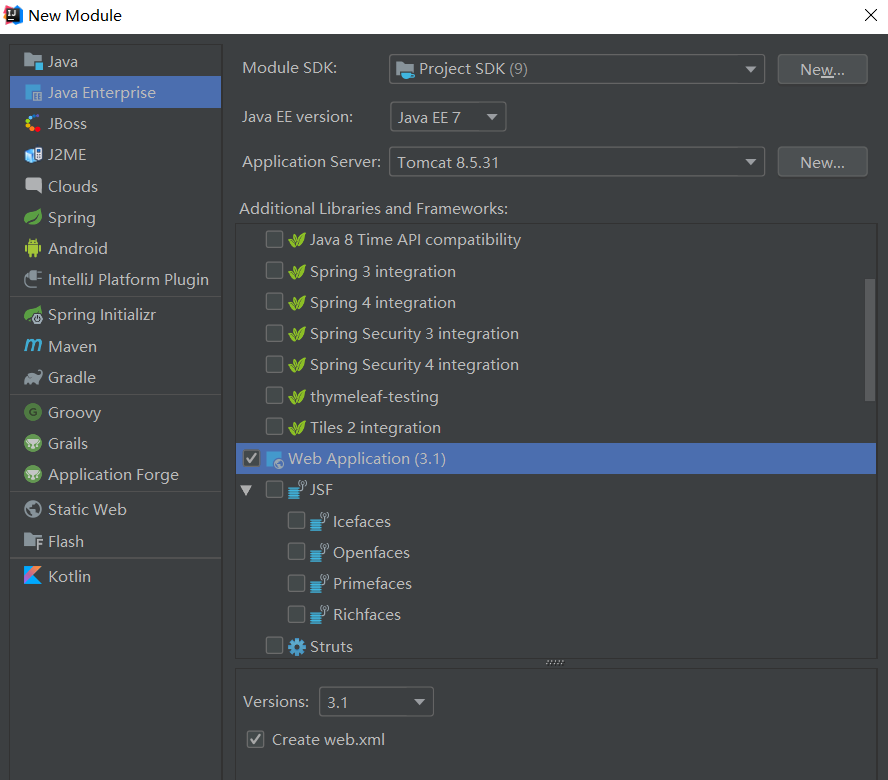 New Module
Java
Java Enterprise
JBoss
J2ME
Clouds
Spring
Android
IntelliJ Platform Plugin
Spring Initializr
Maven
Gradle
Groovy
Grails
Application Forge
Static Web
Flash
Kotlin
Module SDK: Project SDK (9) New...
Java EE version: Java EE 7
Application Server: Tomcat 8.5.31 New...
Additional Libraries and Frameworks:
Java 8 Time API compatibility
Spring 3 integration
Spring 4 integration
Spring Security 3 integration
Spring Security 4 integration
thymeleaf-testing
Tiles 2 integration
Web Application (3.1)
JSF
Icefaces
Openfaces
Primefaces
Richfaces
Struts
Versions: 3.1
Create web.xml